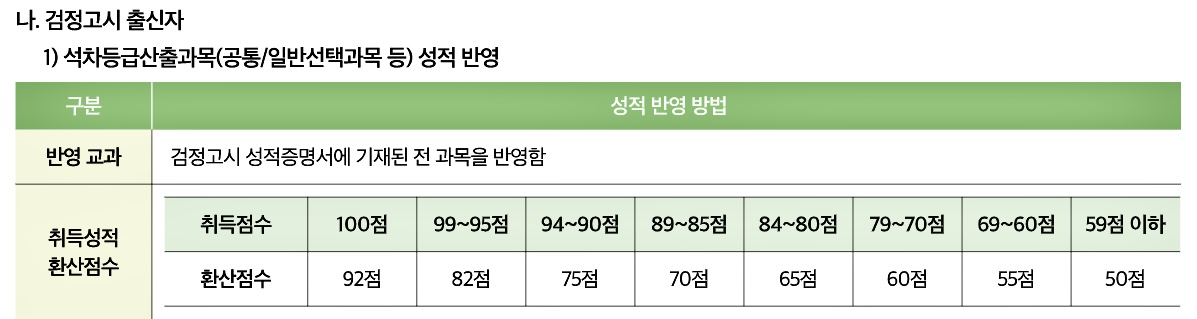 나. 검정고시 출신자
1) 석차등급산출과목(공통/일반선택과목 등) 성적 반영
구분 성적 반영 방법
반영 교과 검정고시 성적증명서에 기재된 전 과목을 반영함
취득성적
환산점수
취득점수 100점 99~95점 94~90점 89~85점 84~80점 79~70점 69~60점 59점 이하
환산점수 92점 82점 75점 70점 65점 60점 55점 50점